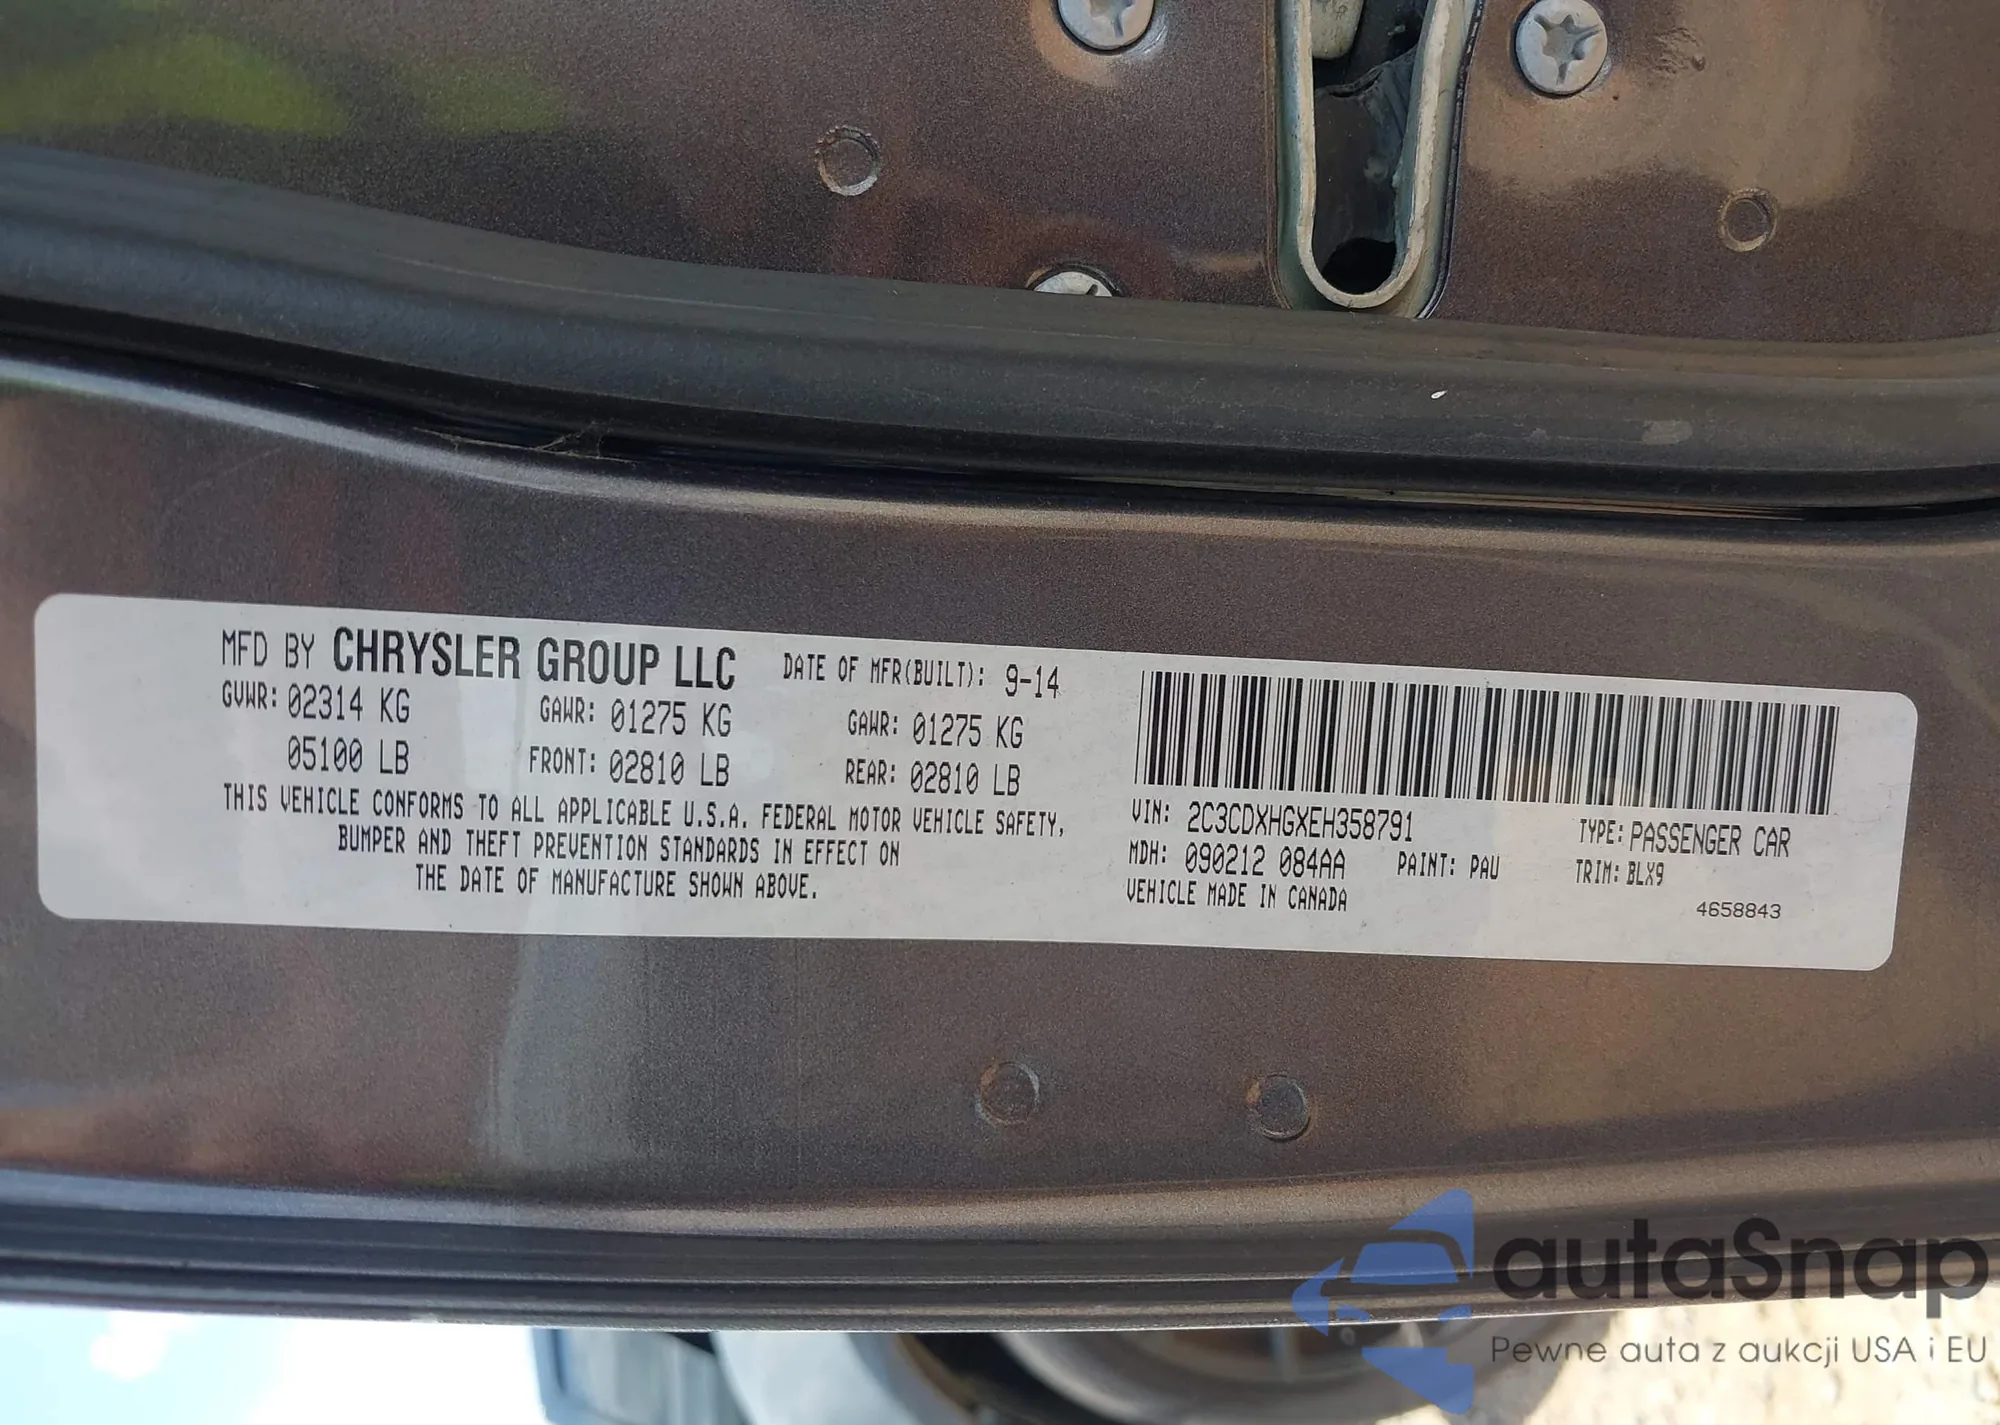 MFD BY CHRYSLER GROUP LLC DATE OF MFR(BUILT): 9-14
GVWR: 02314 KG GAWR: 01275 KG GAWR: 01275 KG
05100 LB FRONT: 02810 LB REAR: 02810 LB
THIS VEHICLE CONFORMS TO ALL APPLICABLE U.S.A. FEDERAL MOTOR VEHICLE SAFETY,
BUMPER AND THEFT PREVENTION STANDARDS IN EFFECT ON
THE DATE OF MANUFACTURE SHOWN ABOVE.
VIN: 2C3CDXHGXEH358791 TYPE: PASSENGER CAR
MDH: 090212 084AA PAINT: PAU TRIM: BLX9
VEHICLE MADE IN CANADA
4658843
autaSnap
Pewne auta z aukcji USA i EU